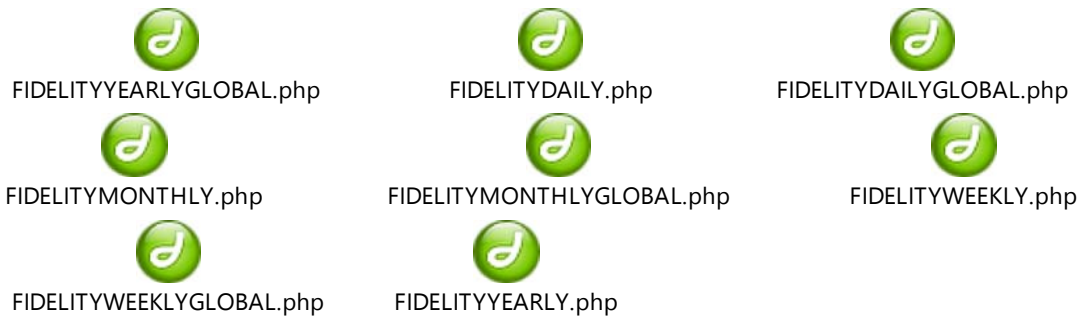 FIDELITYYEARLYGLOBAL.php FIDELITYDAILY.php FIDELITYDAILYGLOBAL.php
FIDELITYMONTHLY.php FIDELITYMONTHLYGLOBAL.php FIDELITYWEEKLY.php
FIDELITYWEEKLYGLOBAL.php FIDELITYYEARLY.php